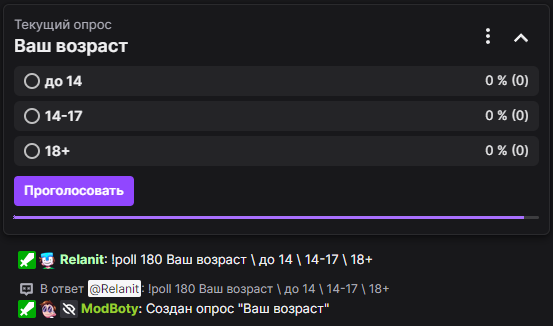 Текущий опрос
Ваш возраст
до 14 0 % (0)
14-17 0 % (0)
18+ 0 % (0)
Проголосовать
Relanit: !poll 180 Ваш возраст \ до 14 \ 14-17 \ 18+
В ответ @Relanit: !poll 180 Ваш возраст \ до 14 \ 14-17 \ 18+
ModBoty: Создан опрос "Ваш возраст"